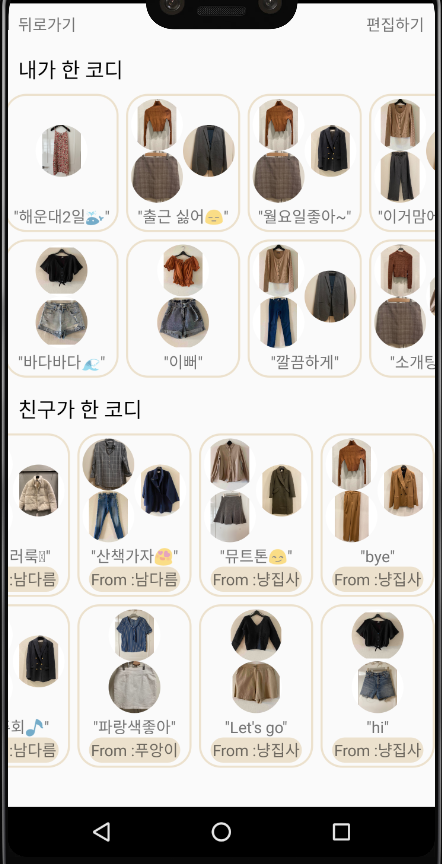 뒤로가기 편집하기
내가 한 코디
"해운대2일🐳" "출근 싫어😑" "월요일좋아~" "이거맘에
"바다바다🌊" "이뻐" "깔끔하게" "소개팅
친구가 한 코디
러룩 " "산책가자😍" "뮤트톤😌" "bye"
:남다름 From :남다름 From :냥집사 From :냥집사
회🎵" "파랑색좋아" "Let's go" "hi"
:남다름 From :푸앙이 From :냥집사 From :냥집사